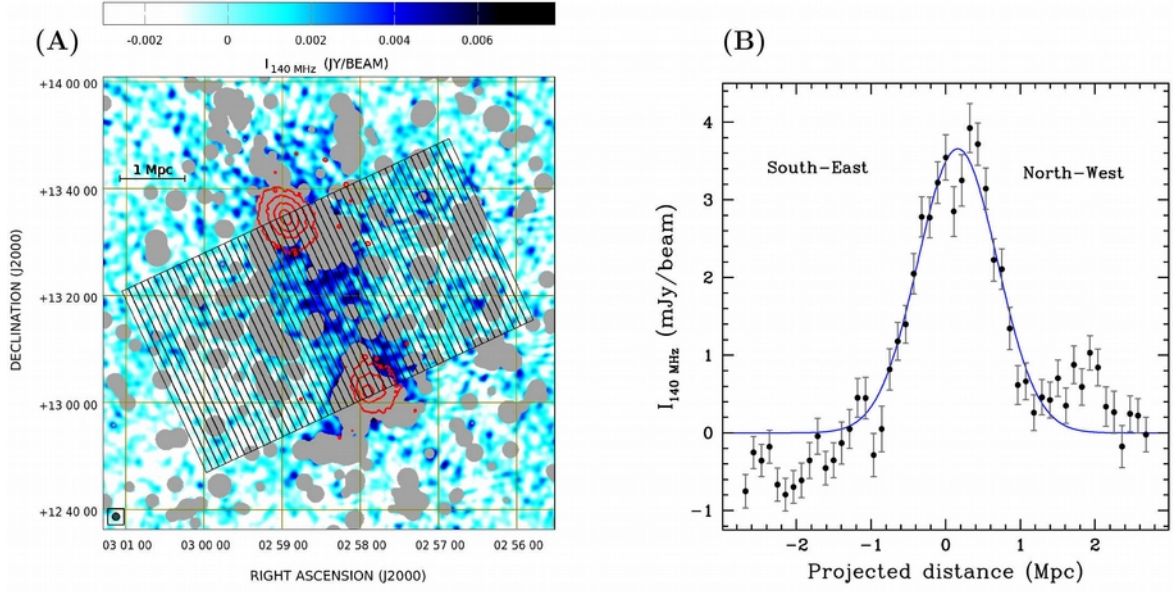 (A)
-0.002 0 0.002 0.004 0.006
I 140 MHz (JY/BEAM)
+14 00 00
1 Mpc
+13 40 00
DECLINATION (J2000)
+13 20 00
+13 00 00
+12 40 00
03 01 00 03 00 00 02 59 00 02 58 00 02 57 00 02 56 00
RIGHT ASCENSION (J2000)
(B)
4
South-East
North-West
3
I140 MHz (mJy/beam)
2
1
0
-1
-2 -1 0 1 2
Projected distance (Mpc)